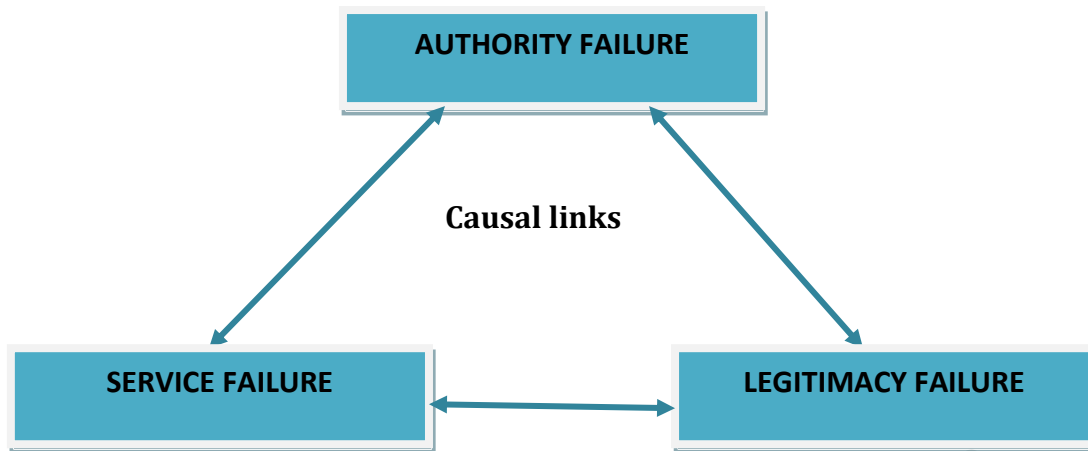 AUTHORITY FAILURE
Causal links
SERVICE FAILURE
LEGITIMACY FAILURE